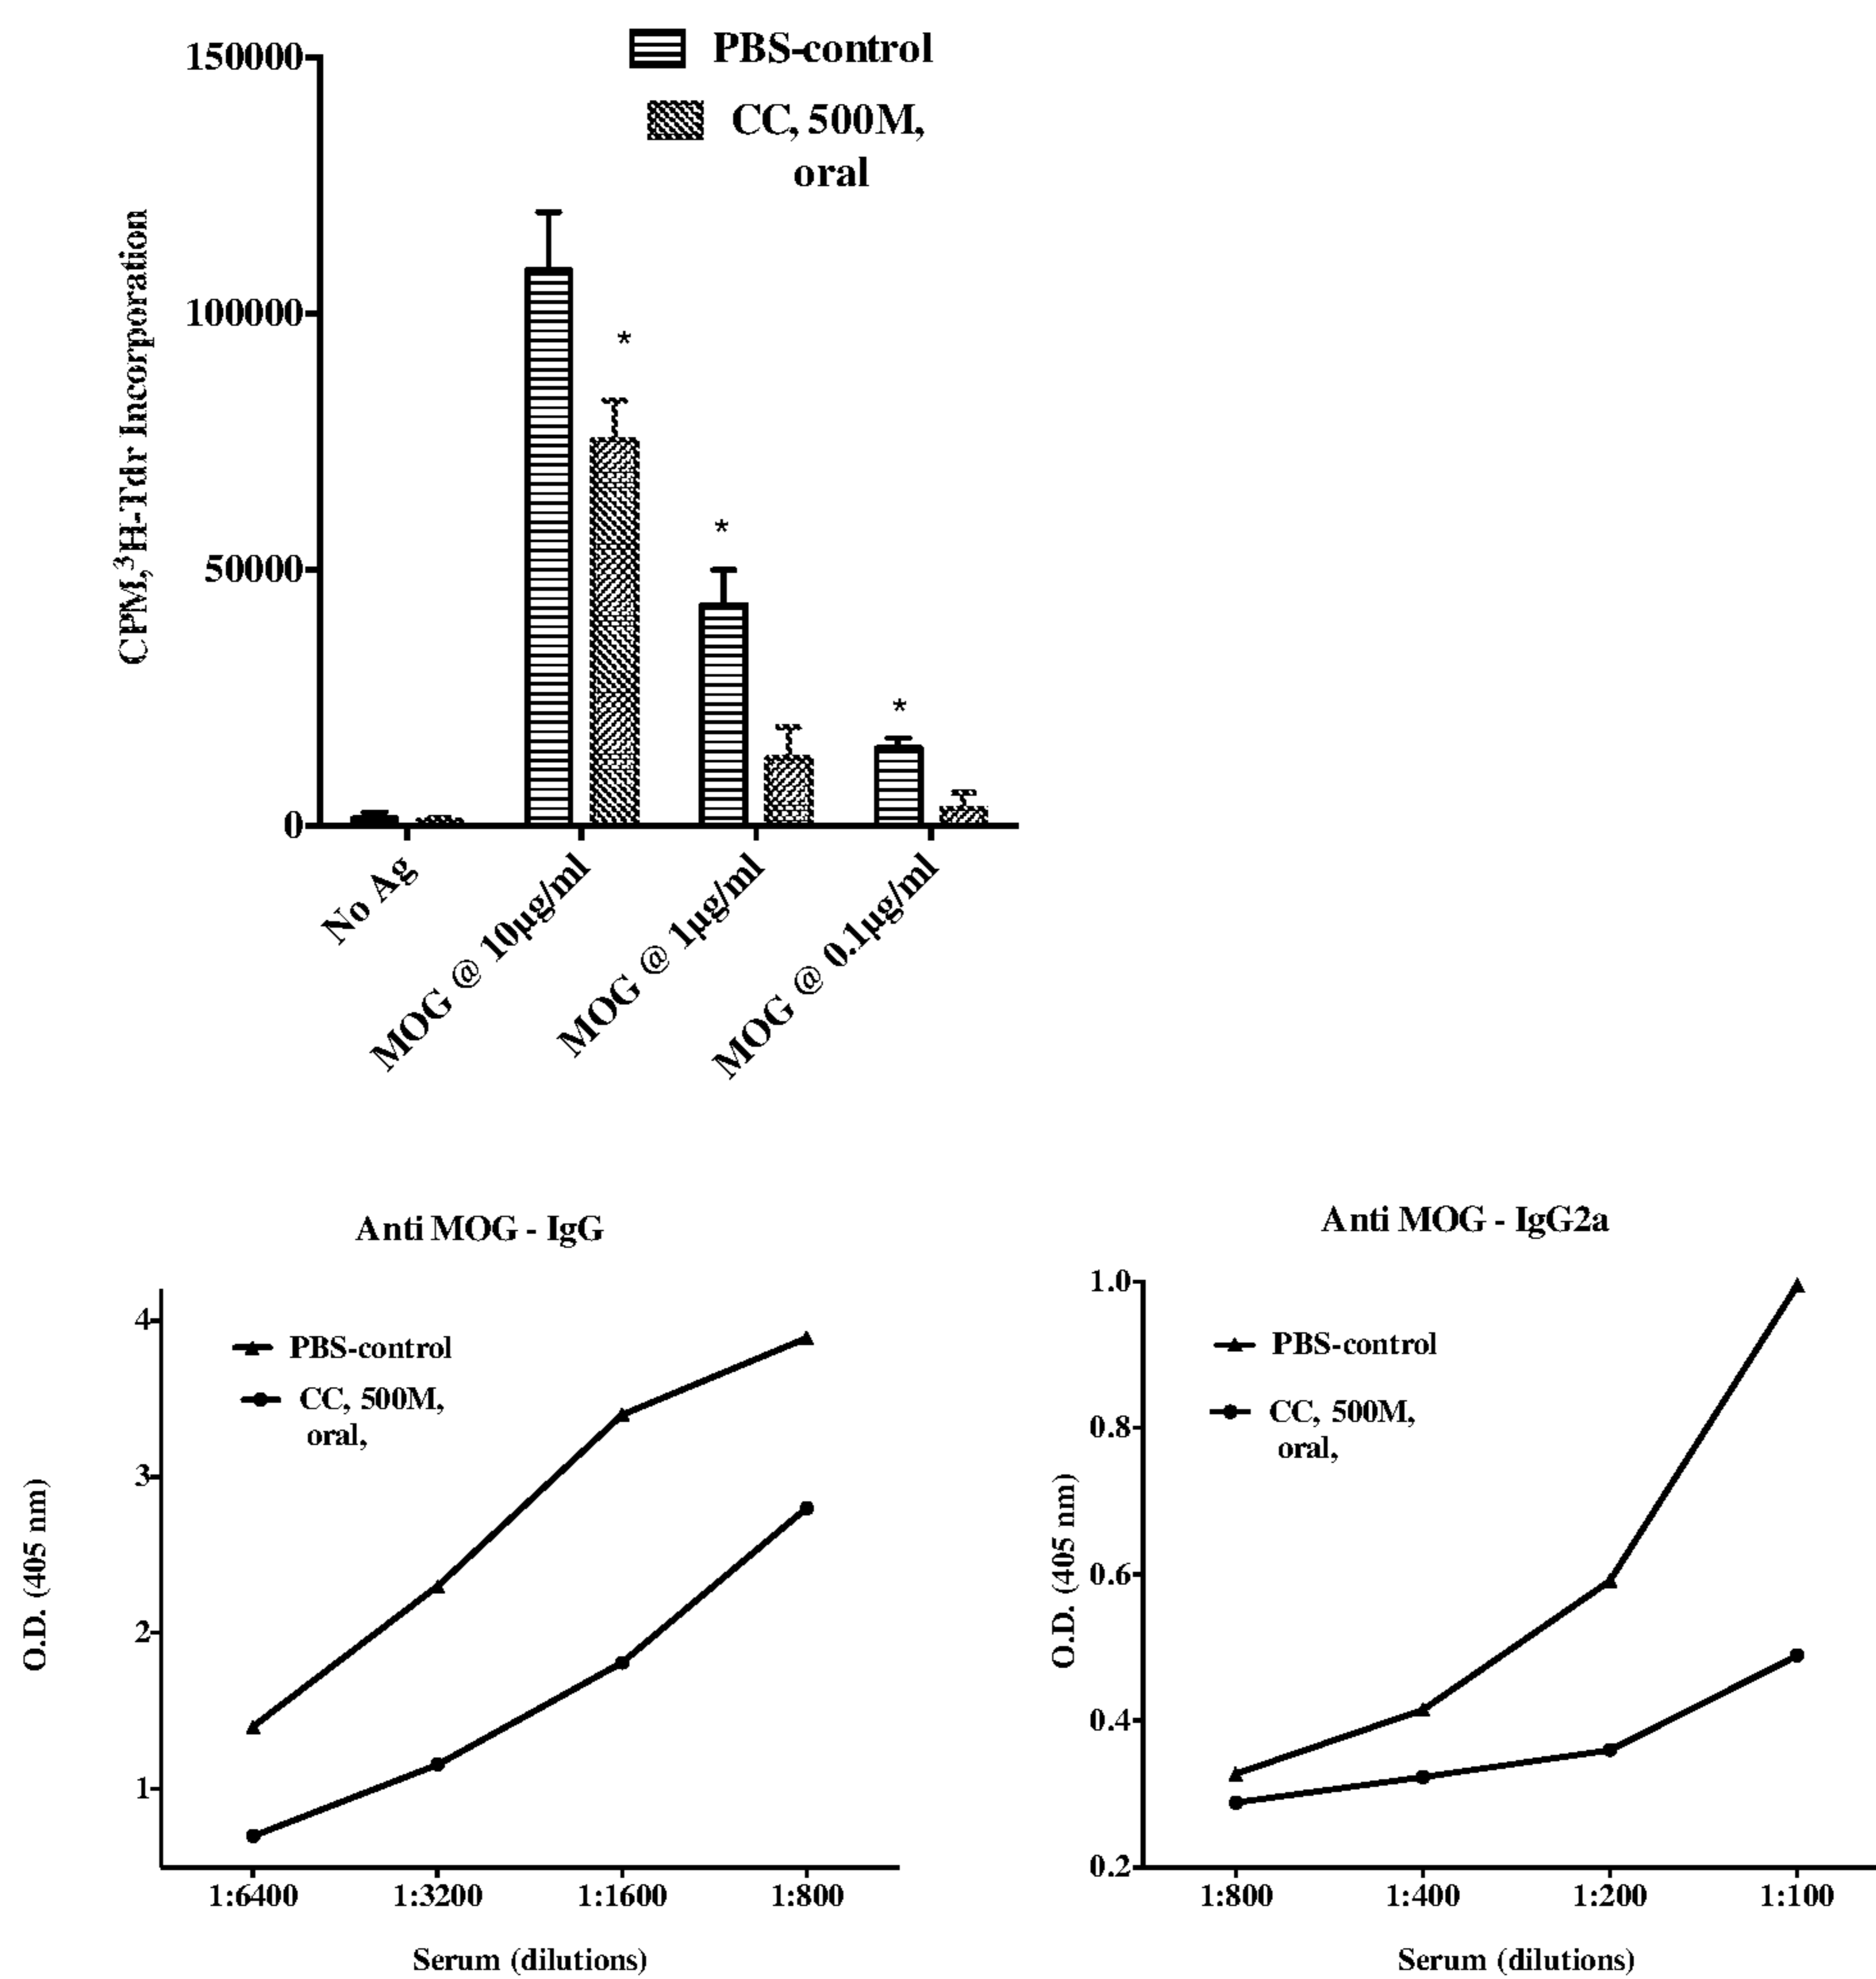 150000
100000
50000
0
CPM,³H-Tdr Incorporation
PBS-control
CC, 500M,
oral
*
*
*
No Ag
MOG @ 10µg/ml
MOG @ 1µg/ml
MOG @ 0.1µg/ml
Anti MOG - IgG
4
3
2
1
O.D. (405 nm)
PBS-control
CC, 500M,
oral,
1:6400 1:3200 1:1600 1:800
Serum (dilutions)
Anti MOG - IgG2a
1.0
0.8
0.6
0.4
0.2
O.D. (405 nm)
PBS-control
CC, 500M,
oral,
1:800 1:400 1:200 1:100
Serum (dilutions)